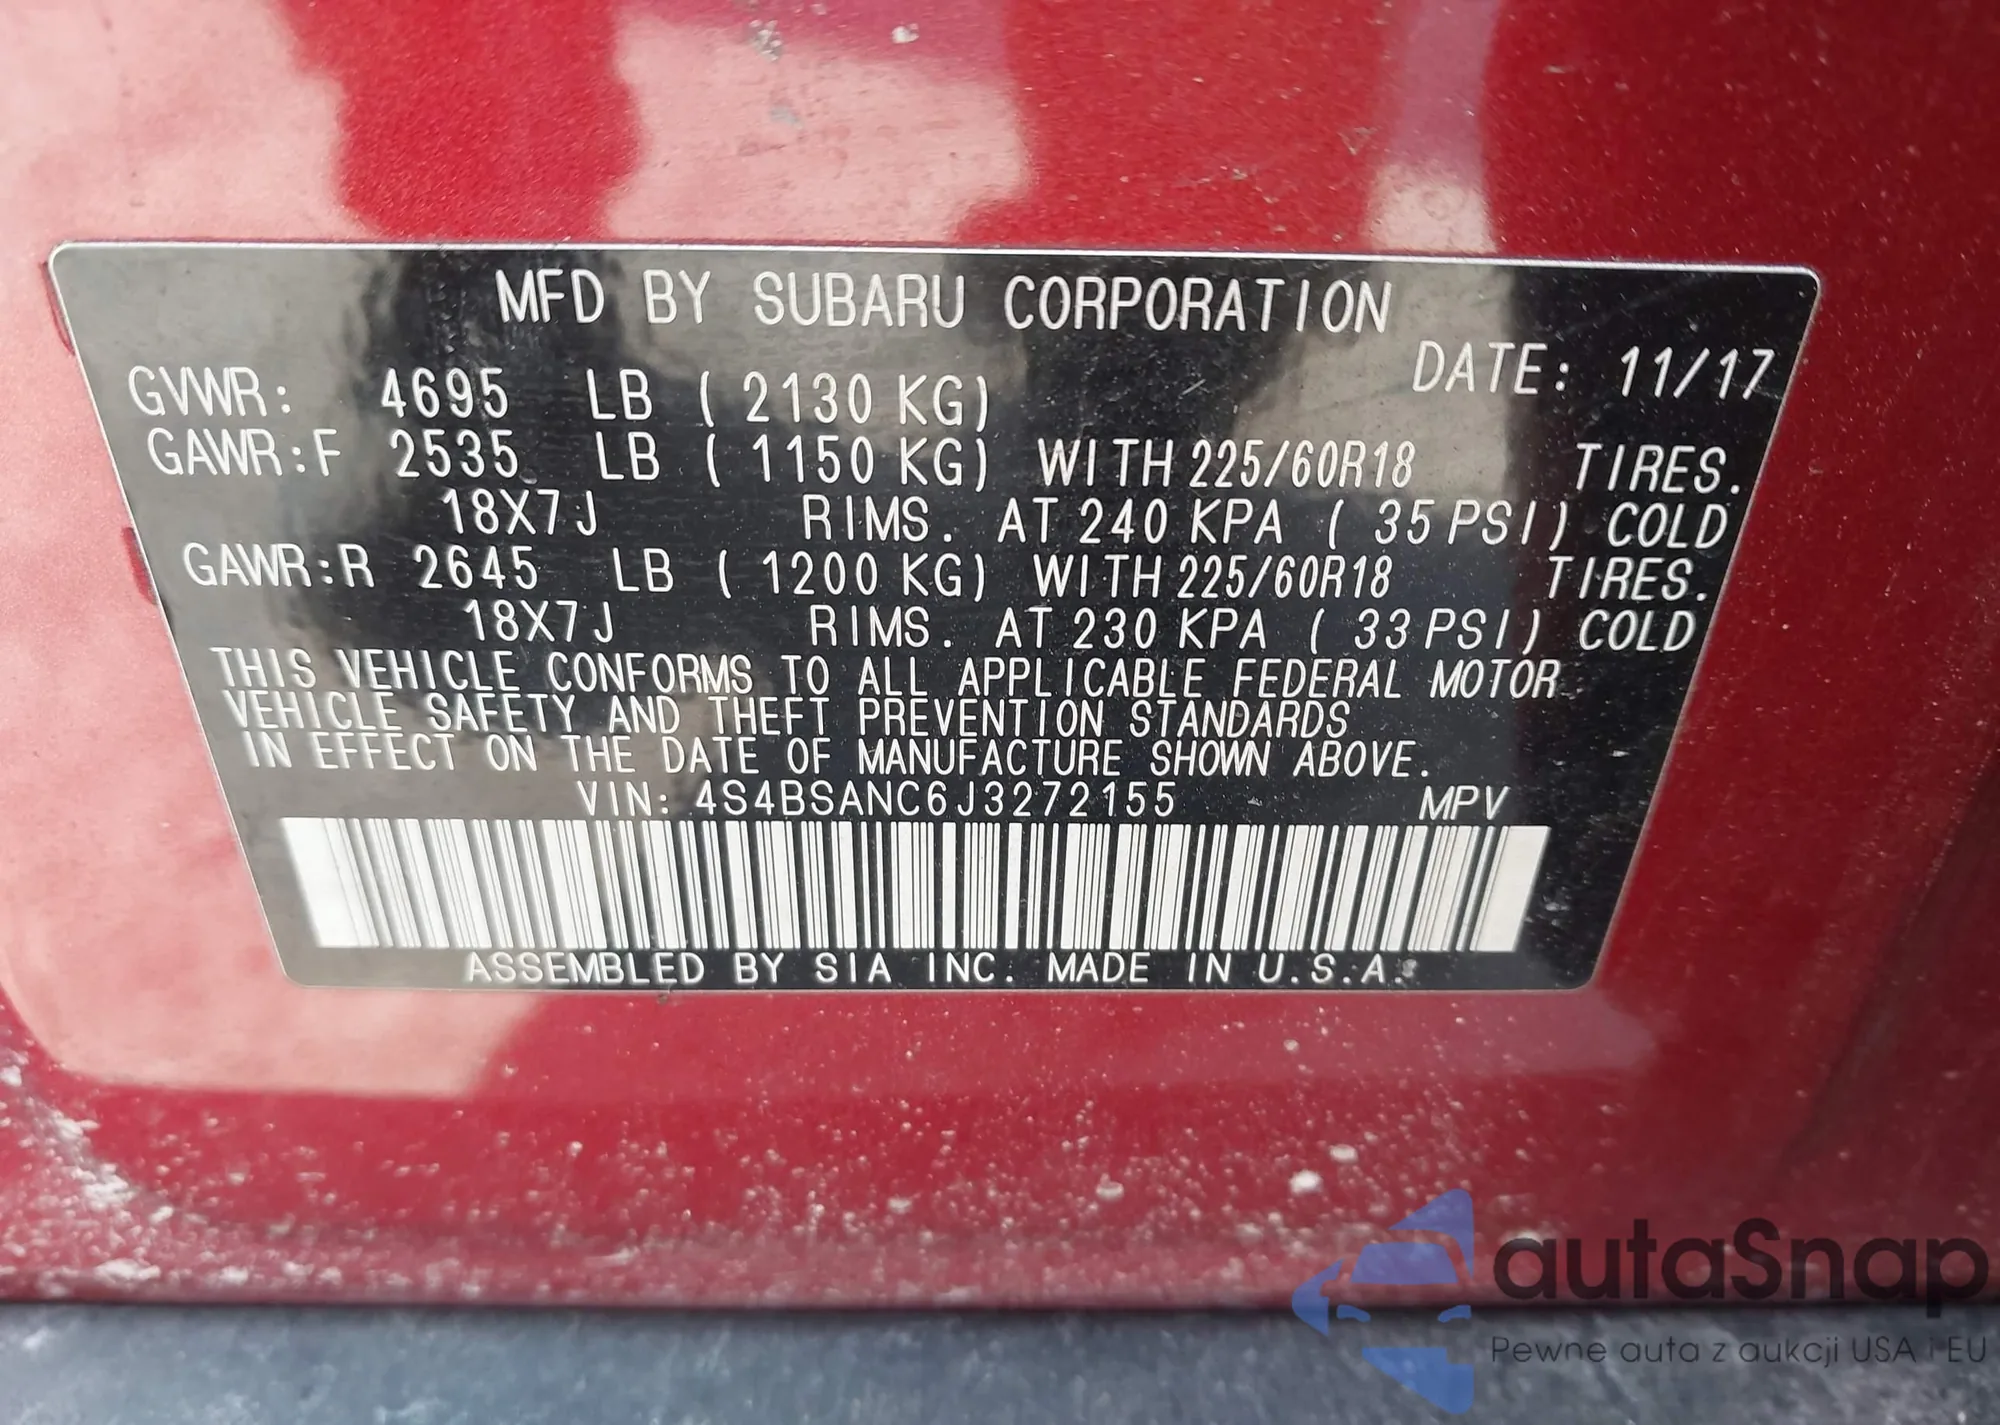 MFD BY SUBARU CORPORATION
DATE: 11/17
GVWR: 4695 LB ( 2130 KG)
GAWR:F 2535 LB ( 1150 KG) WITH 225/60R18 TIRES.
18X7J RIMS. AT 240 KPA ( 35 PSI) COLD
GAWR:R 2645 LB ( 1200 KG) WITH 225/60R18 TIRES.
18X7J RIMS. AT 230 KPA ( 33 PSI) COLD
THIS VEHICLE CONFORMS TO ALL APPLICABLE FEDERAL MOTOR
VEHICLE SAFETY AND THEFT PREVENTION STANDARDS
IN EFFECT ON THE DATE OF MANUFACTURE SHOWN ABOVE.
VIN: 4S4BSANC6J3272155 MPV
ASSEMBLED BY SIA INC. MADE IN U.S.A.
autaSnap
Pewne auta z aukcji USA i EU